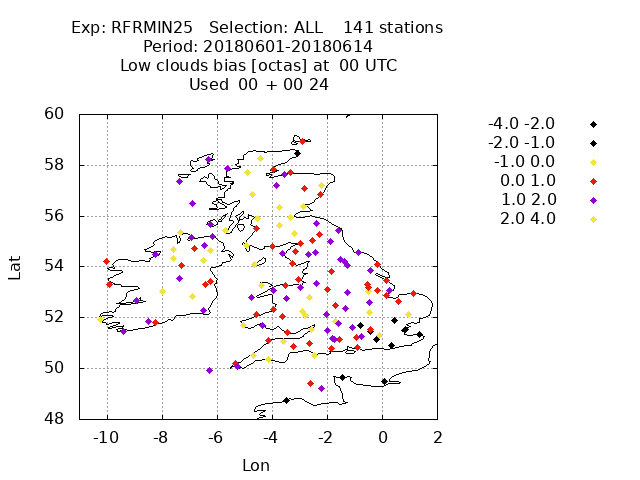 Exp: RFRMIN25 Selection: ALL 141 stations
Period: 20180601-20180614
Low clouds bias [octas] at 00 UTC
Used 00 + 00 24
60
58
56
54
52
50
48
Lat
-10 -8 -6 -4 -2 0 2
Lon
-4.0 -2.0
-2.0 -1.0
-1.0 0.0
0.0 1.0
1.0 2.0
2.0 4.0